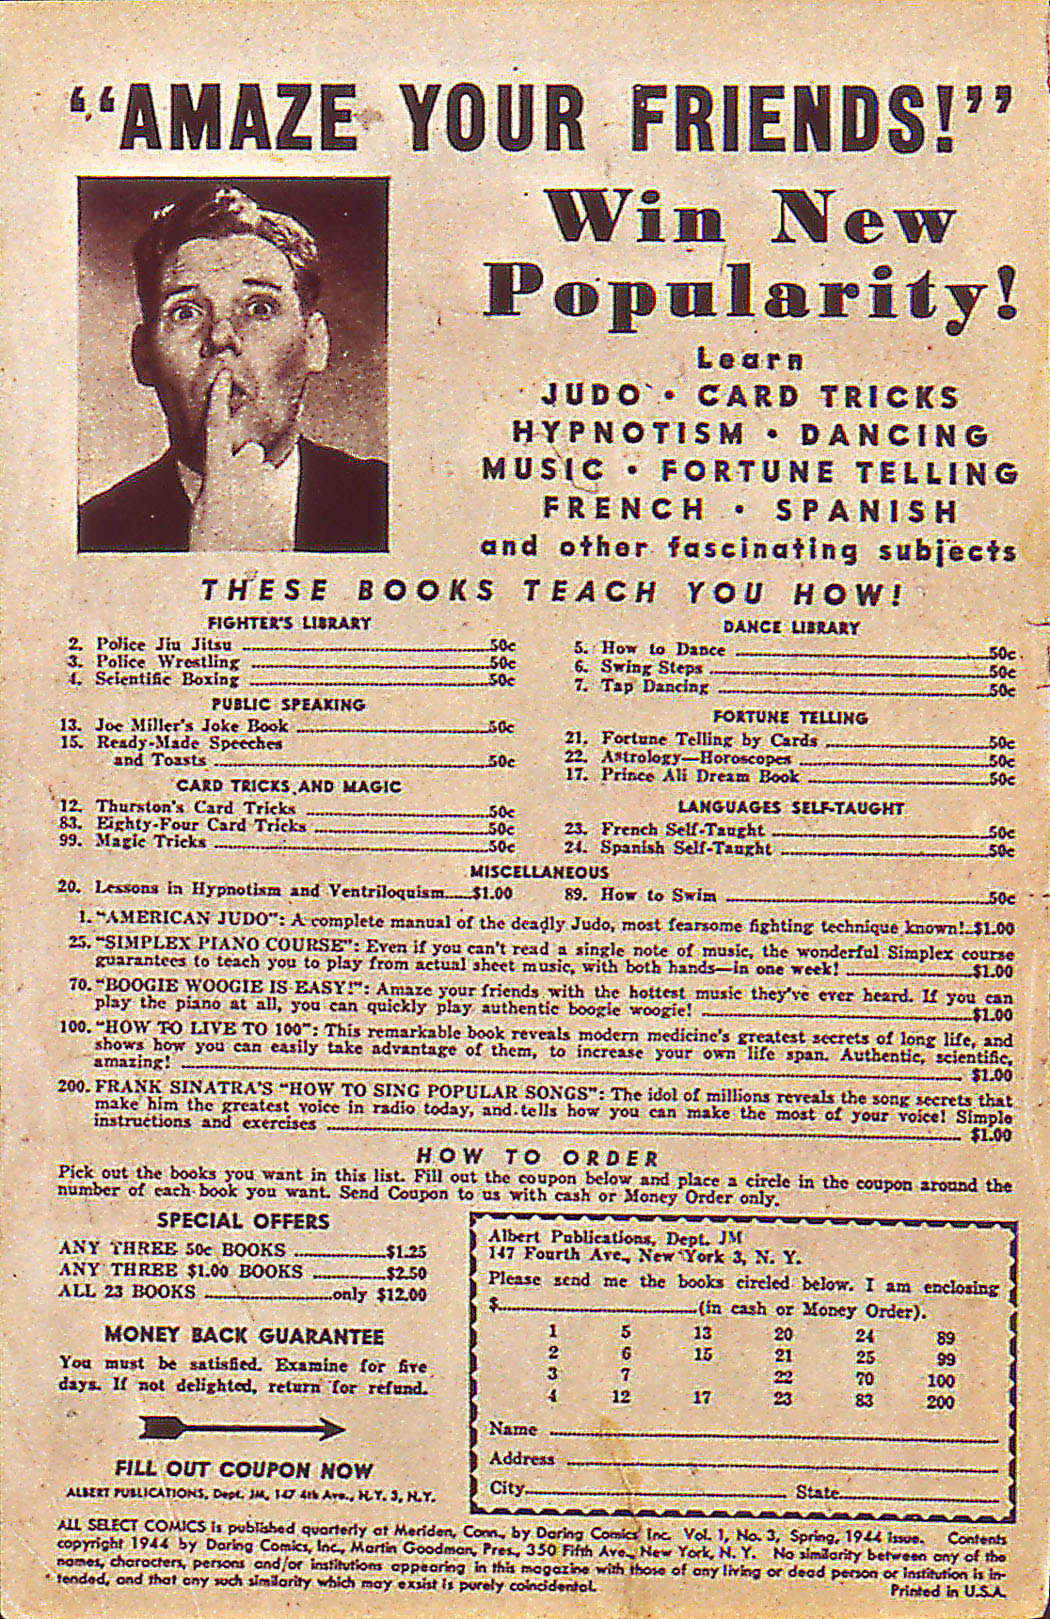 "AMAZE YOUR FRIENDS!"
Win New
Popularity!
Learn
JUDO • CARD TRICKS
HYPNOTISM • DANCING
MUSIC • FORTUNE TELLING
FRENCH • SPANISH
and other fascinating subjects
THESE BOOKS TEACH YOU HOW!
FIGHTER'S LIBRARY
2. Police Jiu Jitsu 50c
3. Police Wrestling 50c
4. Scientific Boxing 50c
PUBLIC SPEAKING
13. Joe Miller's Joke Book 50c
15. Ready-Made Speeches
and Toasts 50c
CARD TRICKS AND MAGIC
12. Thurston's Card Tricks 50c
83. Eighty-Four Card Tricks 50c
99. Magic Tricks 50c
DANCE LIBRARY
5. How to Dance 50c
6. Swing Steps 50c
7. Tap Dancing 50c
FORTUNE TELLING
21. Fortune Telling by Cards 50c
22. Astrology—Horoscopes 50c
17. Prince Ali Dream Book 50c
LANGUAGES SELF-TAUGHT
23. French Self-Taught 50c
24. Spanish Self-Taught 50c
MISCELLANEOUS
20. Lessons in Hypnotism and Ventriloquism $1.00
89. How to Swim 50c
1. "AMERICAN JUDO": A complete manual of the deadly Judo, most fearsome fighting technique known! $1.00
25. "SIMPLEX PIANO COURSE": Even if you can't read a single note of music, the wonderful Simplex course
guarantees to teach you to play from actual sheet music, with both hands—in one week! $1.00
70. "BOOGIE WOOGIE IS EASY!": Amaze your friends with the hottest music they've ever heard. If you can
play the piano at all, you can quickly play authentic boogie woogie! $1.00
100. "HOW TO LIVE TO 100": This remarkable book reveals modern medicine's greatest secrets of long life, and
shows how you can easily take advantage of them, to increase your own life span. Authentic, scientific,
amazing! $1.00
200. FRANK SINATRA'S "HOW TO SING POPULAR SONGS": The idol of millions reveals the song secrets that
make him the greatest voice in radio today, and tells how you can make the most of your voice! Simple
instructions and exercises $1.00
HOW TO ORDER
Pick out the books you want in this list. Fill out the coupon below and place a circle in the coupon around the
number of each book you want. Send Coupon to us with cash or Money Order only.
SPECIAL OFFERS
ANY THREE 50c BOOKS $1.25
ANY THREE $1.00 BOOKS $2.50
ALL 23 BOOKS only $12.00
MONEY BACK GUARANTEE
You must be satisfied. Examine for five
days. If not delighted, return for refund.
FILL OUT COUPON NOW
ALBERT PUBLICATIONS, Dept. JM, 147 4th Ave., N.Y. 3, N.Y.
Albert Publications, Dept. JM
147 Fourth Ave., New York 3, N. Y.
Please send me the books circled below. I am enclosing
$ (in cash or Money Order).
1 5 13 20 24 89
2 6 15 21 25 99
3 7 22 70 100
4 12 17 23 83 200
Name
Address
City State
ALL SELECT COMICS is published quarterly at Meriden, Conn., by Daring Comics Inc. Vol. 1, No. 3, Spring, 1944 Issue. Contents
copyright 1944 by Daring Comics, Inc., Martin Goodman, Pres., 350 Fifth Ave., New York, N. Y. No similarity between any of the
names, characters, persons and/or institutions appearing in this magazine with those of any living or dead person or institution is in-
tended, and that any such similarity which may exsist is purely coincidental.
Printed in U.S.A.